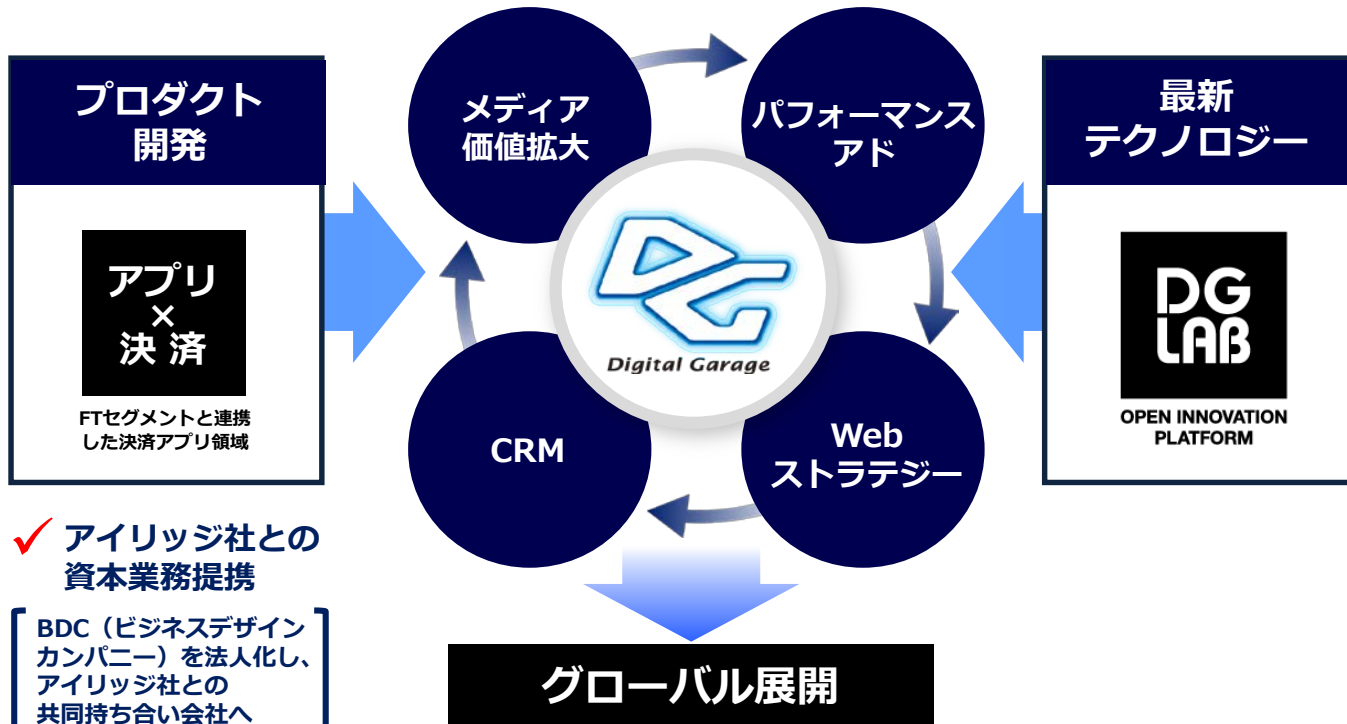 プロダクト
開発
アプリ
×
決 済
FTセグメントと連携
した決済アプリ領域
✓ アイリッジ社との
資本業務提携
BDC（ビジネスデザイン
カンパニー）を法人化し、
アイリッジ社との
共同持ち合い会社へ
メディア
価値拡大
パフォーマンス
アド
DG
Digital Garage
CRM
Web
ストラテジー
グローバル展開
最新
テクノロジー
DG
LAB
OPEN INNOVATION
PLATFORM